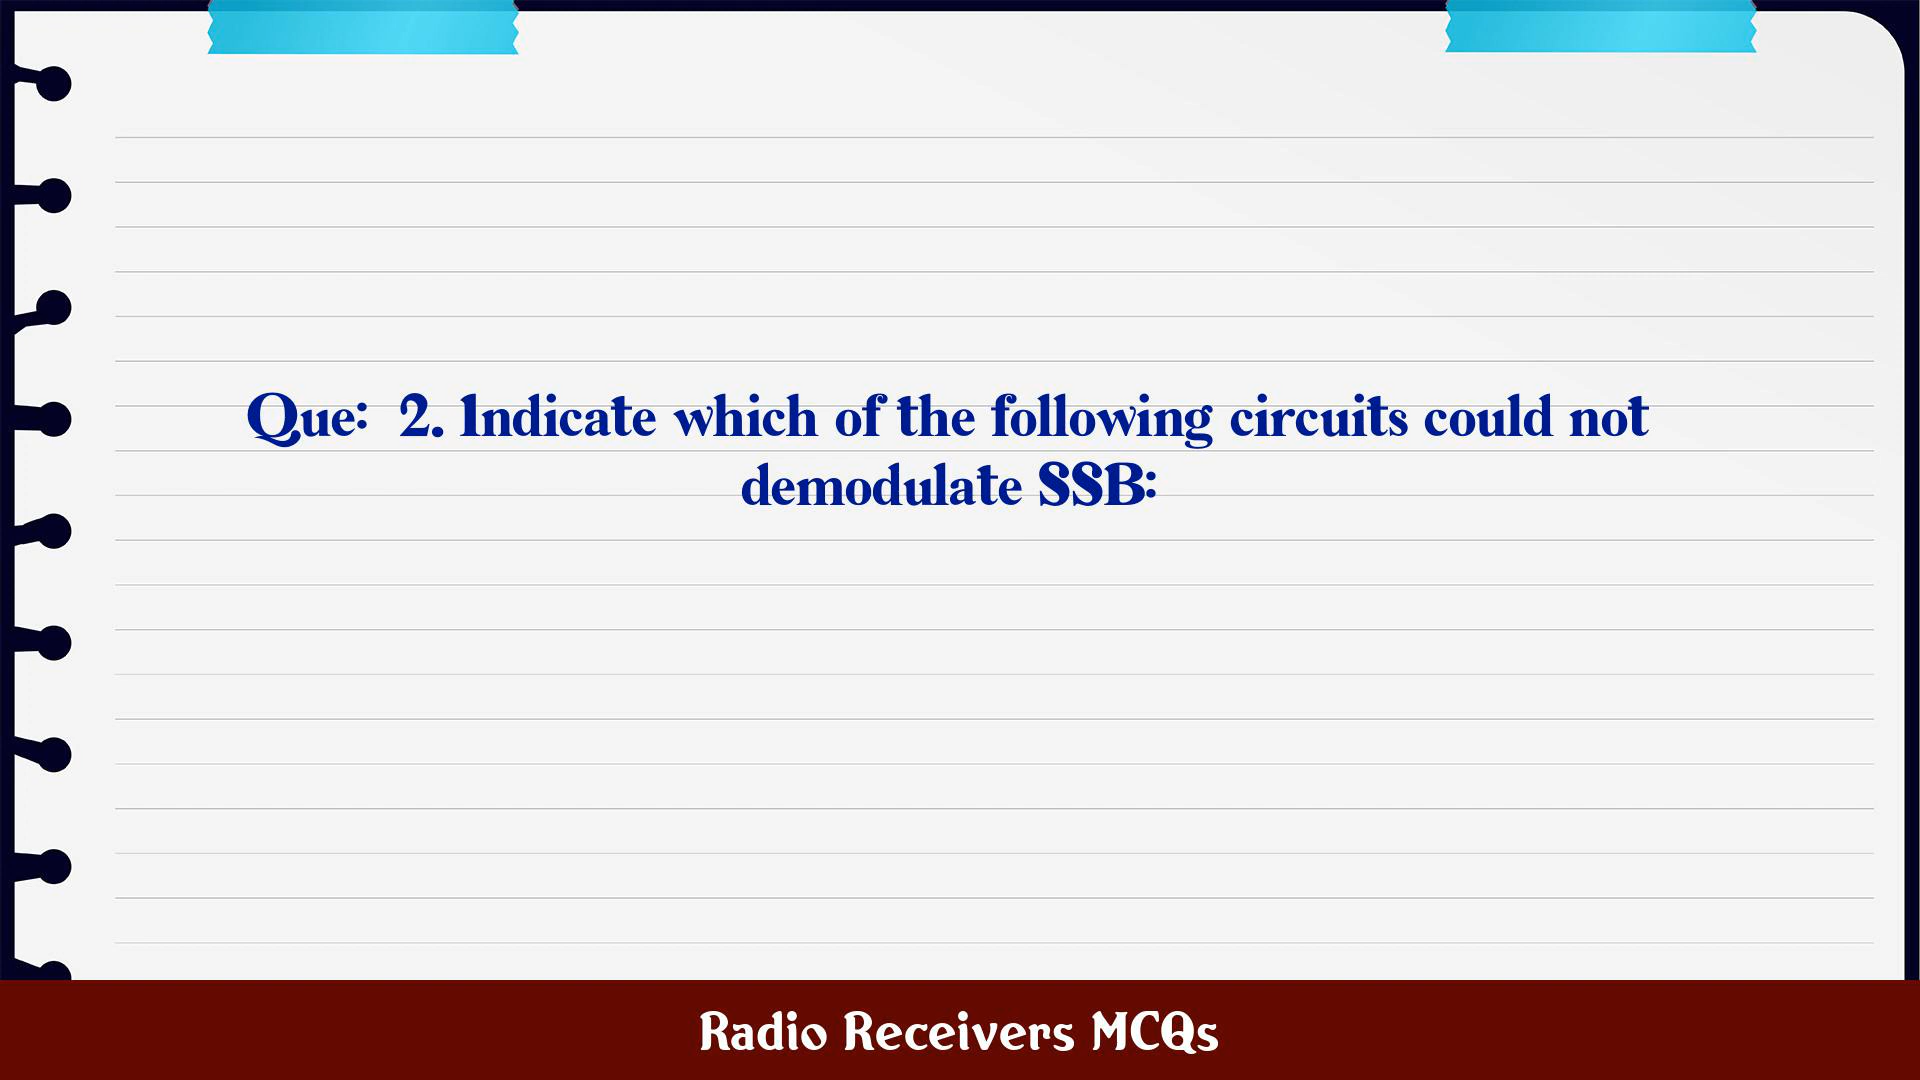 Que: 2. Indicate which of the following circuits could not
demodulate SSB:
Radio Receivers MCQs